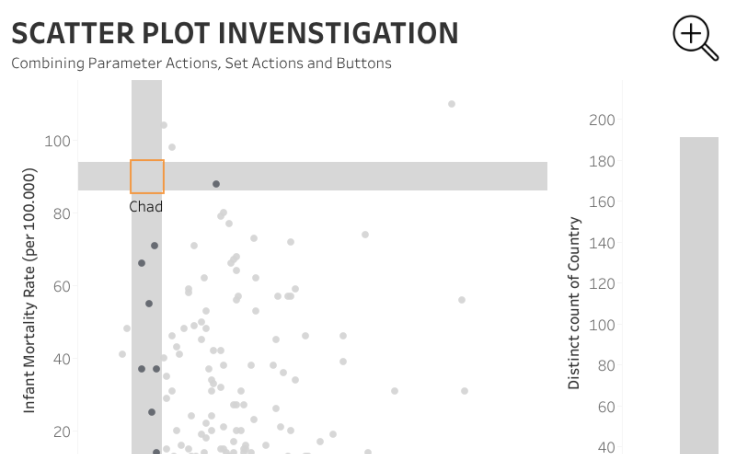 SCATTER PLOT INVENSTIGATION
Combining Parameter Actions, Set Actions and Buttons
Infant Mortality Rate (per 100.000)
100
80
60
40
20
Chad
Distinct count of Country
200
180
160
140
120
100
80
60
40